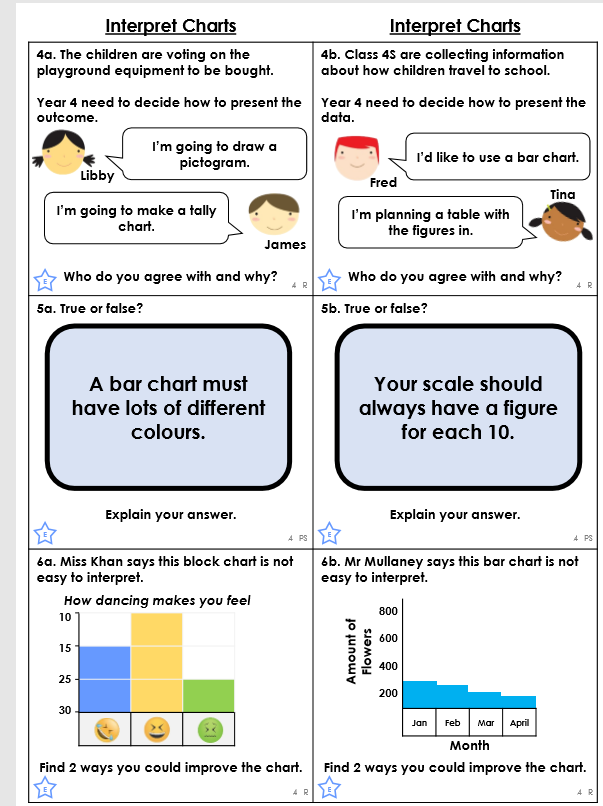 Interpret Charts
Interpret Charts
4a. The children are voting on the
playground equipment to be bought.
Year 4 need to decide how to present the
outcome.
I'm going to draw a
pictogram.
Libby
I'm going to make a tally
chart.
James
E
Who do you agree with and why?
4 R
4b. Class 4S are collecting information
about how children travel to school.
Year 4 need to decide how to present the
data.
I'd like to use a bar chart.
Fred
Tina
I'm planning a table with
the figures in.
E
Who do you agree with and why?
4 R
5a. True or false?
A bar chart must
have lots of different
colours.
Explain your answer.
E
4 PS
5b. True or false?
Your scale should
always have a figure
for each 10.
Explain your answer.
E
4 PS
6a. Miss Khan says this block chart is not
easy to interpret.
How dancing makes you feel
10
15
25
30
Find 2 ways you could improve the chart.
E
4 R
6b. Mr Mullaney says this bar chart is not
easy to interpret.
Amount of
Flowers
800
600
400
200
Jan Feb Mar April
Month
Find 2 ways you could improve the chart.
E
4 R